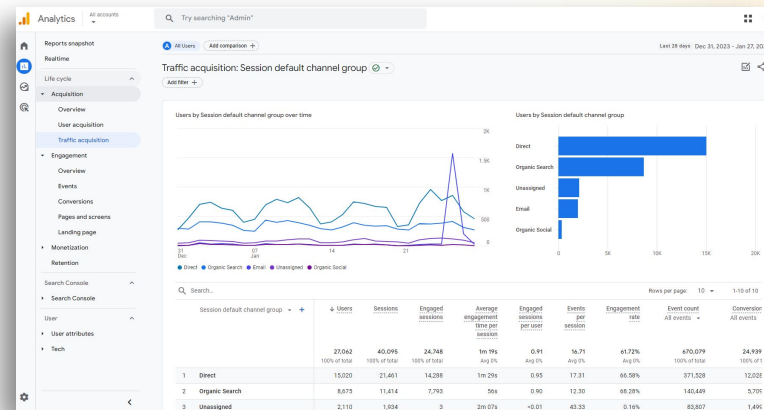 Analytics
All accounts
Try searching "Admin"
Reports snapshot
Realtime
Life cycle
Acquisition
Overview
User acquisition
Traffic acquisition
Engagement
Overview
Events
Conversions
Pages and screens
Landing page
Monetization
Retention
Search Console
Search Console
User
User attributes
Tech
A All Users Add comparison +
Last 28 days Dec 31, 2023 - Jan 27, 20
Traffic acquisition: Session default channel group
Add filter +
Users by Session default channel group over time
2K
1.5K
1K
500
0
31 Dec
07 Jan
14
21
Direct Organic Search Email Unassigned Organic Social
Users by Session default channel group
Direct
Organic Search
Unassigned
Email
Organic Social
0 5K 10K 15K 20K
Search...
Rows per page: 10 1-10 of 10
Session default channel group +
Users
Sessions
Engaged sessions
Average engagement time per session
Engaged sessions per user
Events per session
Engagement rate
Event count All events
Conversion All events
27,062 40,095 24,748 1m 19s 0.91 16.71 61.72% 670,079 24,939
100% of total 100% of total 100% of total Avg 0% Avg 0% Avg 0% Avg 0% 100% of total 100% of t
1 Direct 15,020 21,461 14,288 1m 29s 0.95 17.31 66.58% 371,528 12,028
2 Organic Search 8,675 11,414 7,793 56s 0.90 12.30 68.28% 140,449 5,709
3 Unassigned 2,110 1,934 3 2m 07s <0.01 43.33 0.16% 83,807 1,499